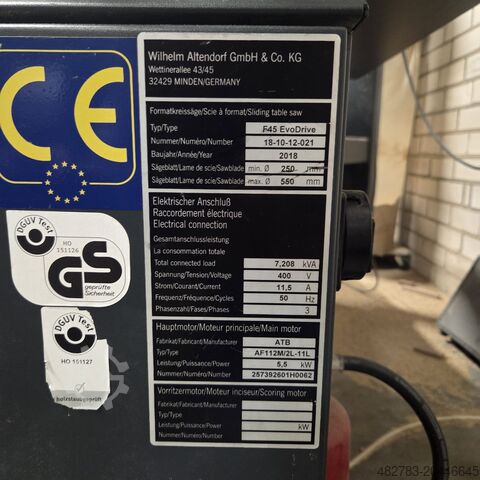 Wilhelm Altendorf GmbH & Co. KG
Wettinerallee 43/45
32429 MINDEN/GERMANY
Formatkreissäge/Scie à format/Sliding table saw
Typ/Type F45 EvoDrive
Nummer/Numéro/Number 18-10-12-021
Baujahr/Année/Year 2018
Sägeblatt/Lame de scie/Sawblade min. Ø 250 mm
Sägeblatt/Lame de scie/Sawblade max. Ø 550 mm
Elektrischer Anschluß
Raccordement électrique
Electrical connection
Gesamtanschlussleistung
La consommation totale
Total connected load 7,208 kVA
Spannung/Tension/Voltage 400 V
Strom/Courant/Current 11,5 A
Frequenz/Fréquence/Cycles 50 Hz
Phasenzahl/Fases/Phases 3
Hauptmotor/Moteur principale/Main motor
Fabrikat/Fabricant/Manufacturer ATB
Typ/Type AF112M/2L-11L
Leistung/Puissance/Power 5,5 kW
Nummer/Numéro/Number 257392601H0062
Vorritzermotor/Moteur inciseur/Scoring motor
Fabrikat/Fabricant/Manufacturer
Typ/Type
Leistung/Puissance/Power kW
Nummer/Numéro/Number
CE
DGUV Test
HO
151126
GS
geprüfte
Sicherheit
DGUV Test
HO 151127
holzstaubgeprüft